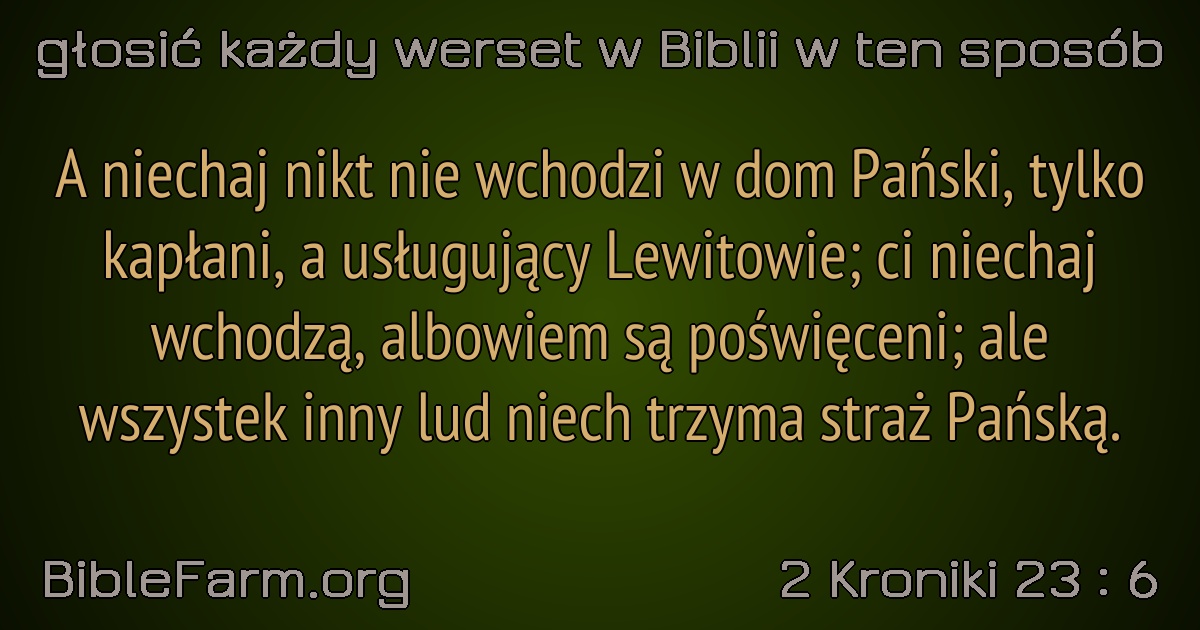 głosić każdy werset w Biblii w ten sposób
A niechaj nikt nie wchodzi w dom Pański, tylko
kapłani, a usługujący Lewitowie; ci niechaj
wchodzą, albowiem są poświęceni; ale
wszystek inny lud niech trzyma straż Pańską.
BibleFarm.org
2 Kroniki 23 : 6